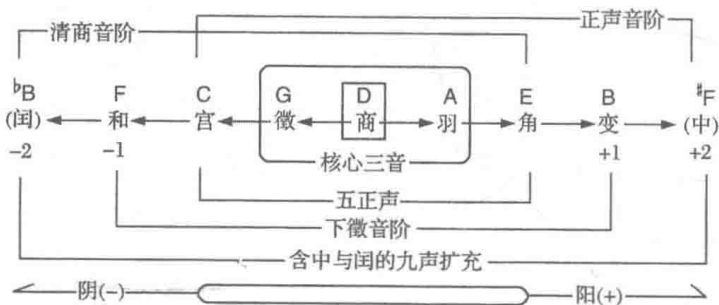 清商音阶 正声音阶
♭B F C G D A E B ♯F
(闰) 和 宫 徵 商 羽 角 变 (中)
-2 -1 +1 +2
核心三音
五正声
下徵音阶
含中与闰的九声扩充
阴(-) 阳(+)